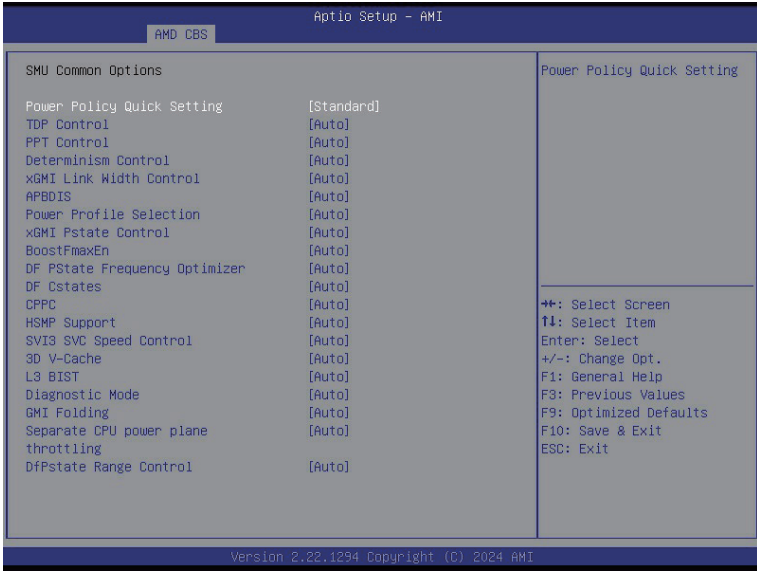 Aptio Setup - AMI
AMD CBS
SMU Common Options
Power Policy Quick Setting [Standard]
TDP Control [Auto]
PPT Control [Auto]
Determinism Control [Auto]
xGMI Link Width Control [Auto]
APBDIS [Auto]
Power Profile Selection [Auto]
xGMI Pstate Control [Auto]
BoostFmaxEn [Auto]
DF PState Frequency Optimizer [Auto]
DF Cstates [Auto]
CPPC [Auto]
HSMP Support [Auto]
SVI3 SVC Speed Control [Auto]
3D V-Cache [Auto]
L3 BIST [Auto]
Diagnostic Mode [Auto]
GMI Folding [Auto]
Separate CPU power plane [Auto]
throttling
DfPstate Range Control [Auto]
Power Policy Quick Setting
→←: Select Screen
↑↓: Select Item
Enter: Select
+/-: Change Opt.
F1: General Help
F3: Previous Values
F9: Optimized Defaults
F10: Save & Exit
ESC: Exit
Version 2.22.1294 Copyright (C) 2024 AMI